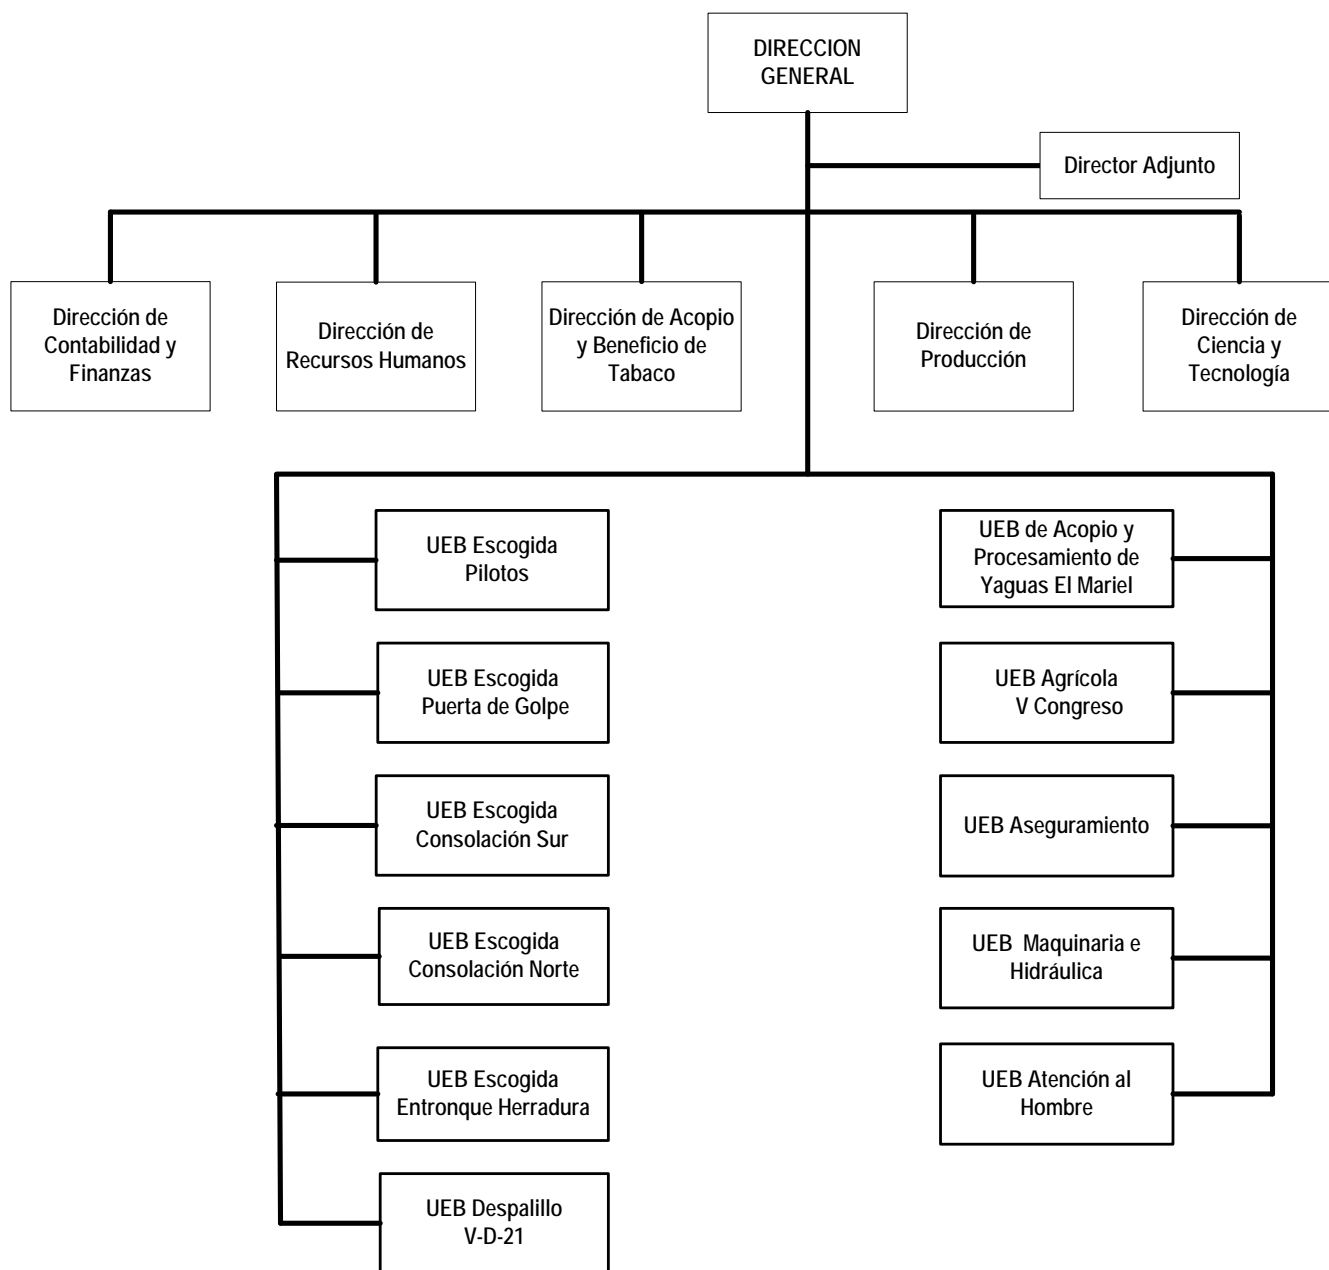 DIRECCION
GENERAL
Director Adjunto
Dirección de
Contabilidad y
Finanzas
Dirección de
Recursos Humanos
Dirección de Acopio
y Beneficio de
Tabaco
Dirección de
Producción
Dirección de
Ciencia y
Tecnología
UEB Escogida
Pilotos
UEB de Acopio y
Procesamiento de
Yaguas El Mariel
UEB Escogida
Puerta de Golpe
UEB Agrícola
V Congreso
UEB Escogida
Consolación Sur
UEB Aseguramiento
UEB Escogida
Consolación Norte
UEB Maquinaria e
Hidráulica
UEB Escogida
Entronque Herradura
UEB Atención al
Hombre
UEB Despalillo
V-D-21